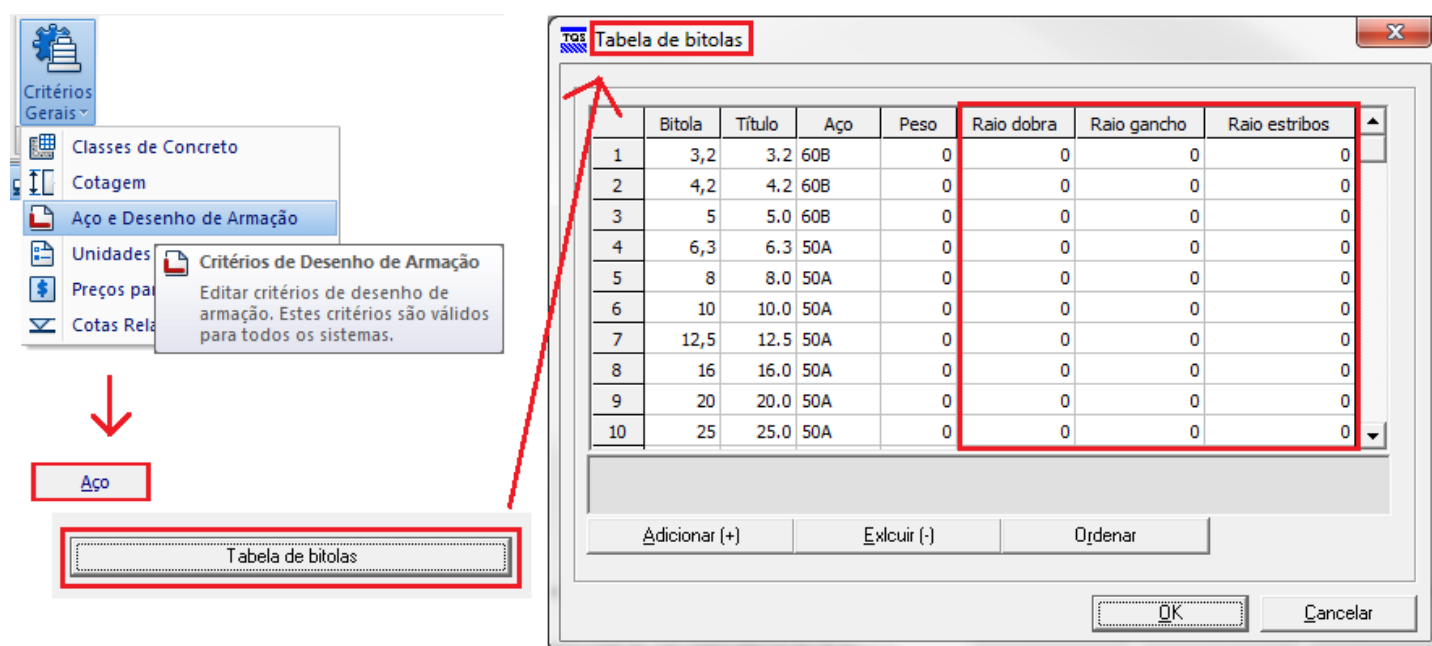 Critérios
Gerais
Classes de Concreto
Cotagem
Aço e Desenho de Armação
Unidades
Preços par
Cotas Rela
Critérios de Desenho de Armação
Editar critérios de desenho de
armação. Estes critérios são válidos
para todos os sistemas.
Aço
Tabela de bitolas
TQS Tabela de bitolas
Bitola Título Aço Peso Raio dobra Raio gancho Raio estribos
1 3,2 3.2 60B 0 0 0 0
2 4,2 4.2 60B 0 0 0 0
3 5 5.0 60B 0 0 0 0
4 6,3 6.3 50A 0 0 0 0
5 8 8.0 50A 0 0 0 0
6 10 10.0 50A 0 0 0 0
7 12,5 12.5 50A 0 0 0 0
8 16 16.0 50A 0 0 0 0
9 20 20.0 50A 0 0 0 0
10 25 25.0 50A 0 0 0 0
Adicionar (+) Exlcuir (-) Ordenar
OK Cancelar